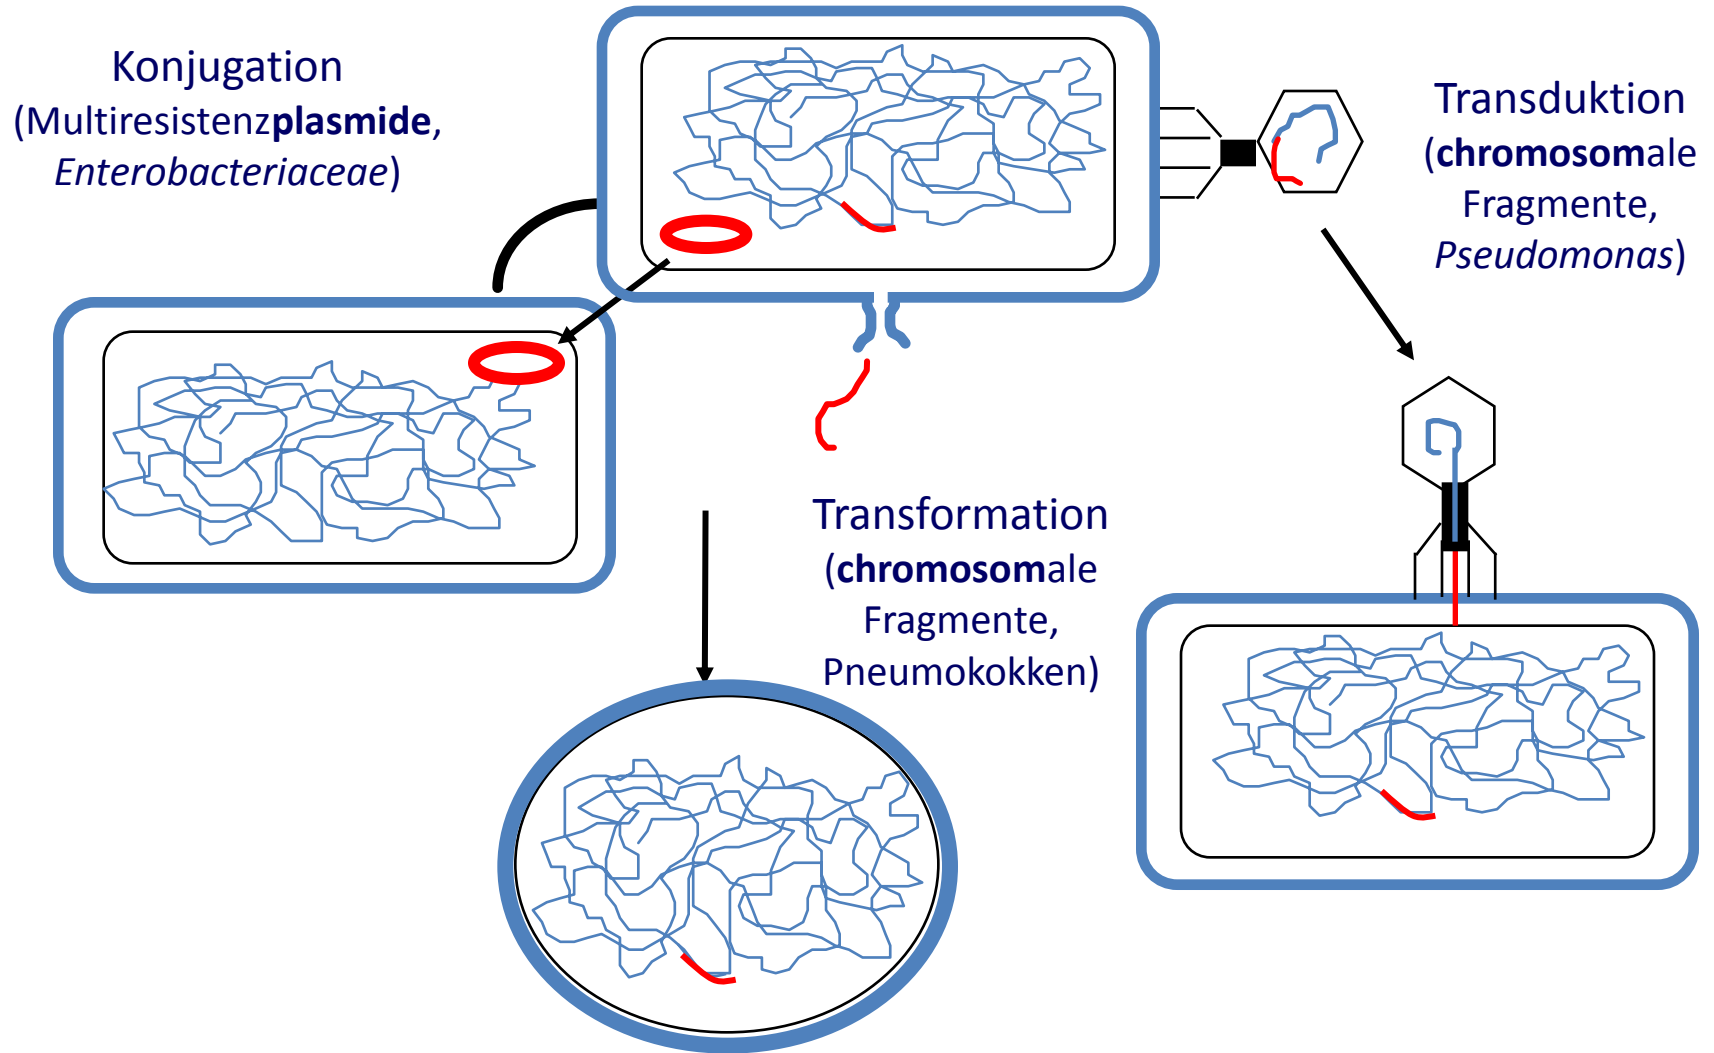 Konjugation
(Multiresistenzplasmide,
Enterobacteriaceae)
Transduktion
(chromosomale
Fragmente,
Pseudomonas)
Transformation
(chromosomale
Fragmente,
Pneumokokken)